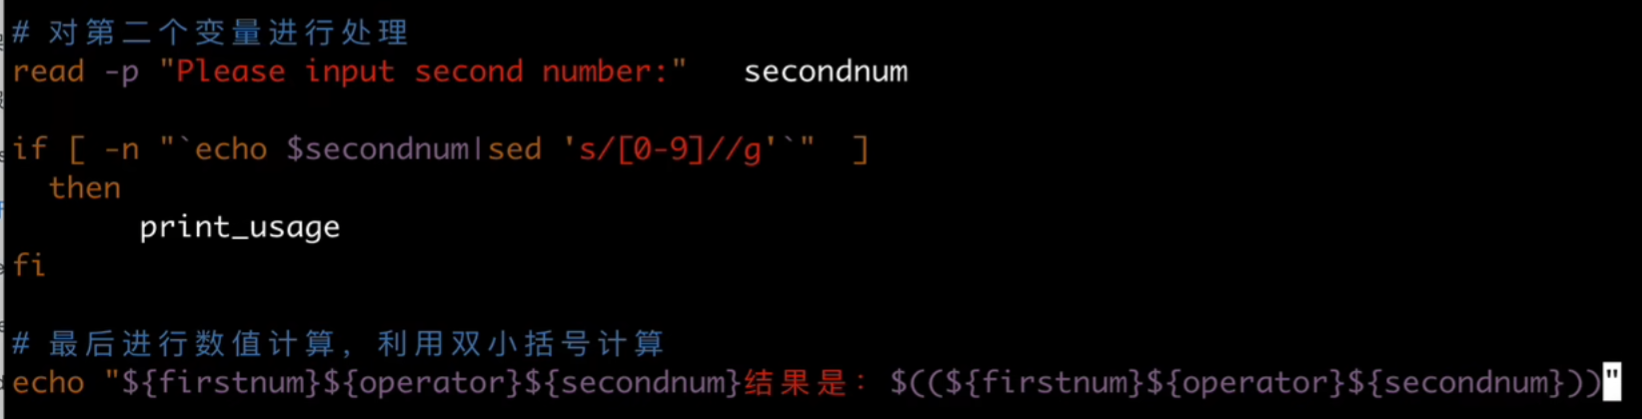 # 对第二个变量进行处理
read -p "Please input second number:"   secondnum
if [ -n "`echo $secondnum|sed 's/[0-9]//g'`"  ]
  then
       print_usage
fi
# 最后进行数值计算，利用双小括号计算
echo "${firstnum}${operator}${secondnum}结果是： $((${firstnum}${operator}${secondnum}))"